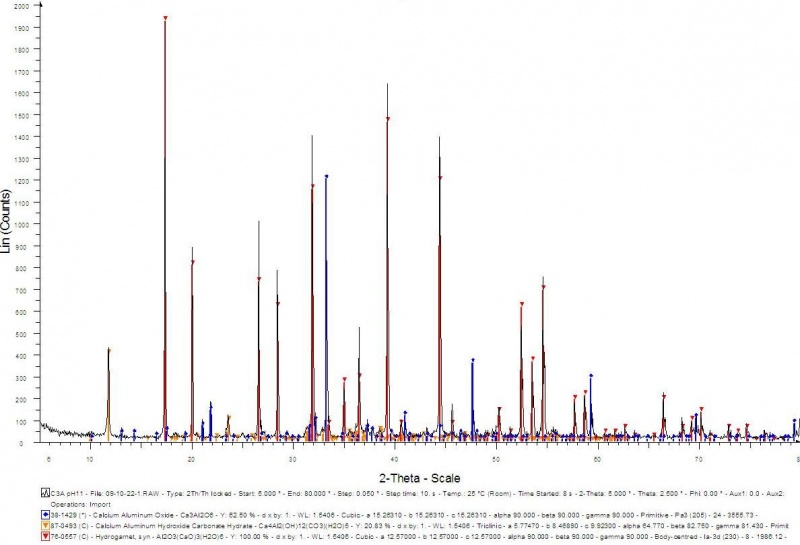 Lin (Counts)
2000
1900
1800
1700
1600
1500
1400
1300
1200
1100
1000
900
800
700
600
500
400
300
200
100
0
6 10 20 30 40 50 60 70 8
2-Theta - Scale
C3A pH11 - File: 09-10-22-1.RAW - Type: 2Th/Th locked - Start: 5.000 ° - End: 80.000 ° - Step: 0.050 ° - Step time: 10. s - Temp.: 25 °C (Room) - Time Started: 8 s - 2-Theta: 5.000 ° - Theta: 2.500 ° - Phi: 0.00 ° - Aux1: 0.0 - Aux2:
Operations: Import
38-1429 (*) - Calcium Aluminum Oxide - Ca3Al2O6 - Y: 62.50 % - d x by: 1. - WL: 1.5406 - Cubic - a 15.26310 - b 15.26310 - c 15.26310 - alpha 90.000 - beta 90.000 - gamma 90.000 - Primitive - Pa3 (205) - 24 - 3555.73 -
87-0493 (C) - Calcium Aluminum Hydroxide Carbonate Hydrate - Ca4Al2(OH)12(CO3)(H2O)5 - Y: 20.83 % - d x by: 1. - WL: 1.5406 - Triclinic - a 5.77470 - b 8.46890 - c 9.92300 - alpha 64.770 - beta 82.750 - gamma 81.430 - Primit
76-0557 (C) - Hydrogarnet, syn - Al2O3(CaO)3(H2O)6 - Y: 100.00 % - d x by: 1. - WL: 1.5406 - Cubic - a 12.57000 - b 12.57000 - c 12.57000 - alpha 90.000 - beta 90.000 - gamma 90.000 - Body-centred - Ia-3d (230) - 8 - 1986.12 -